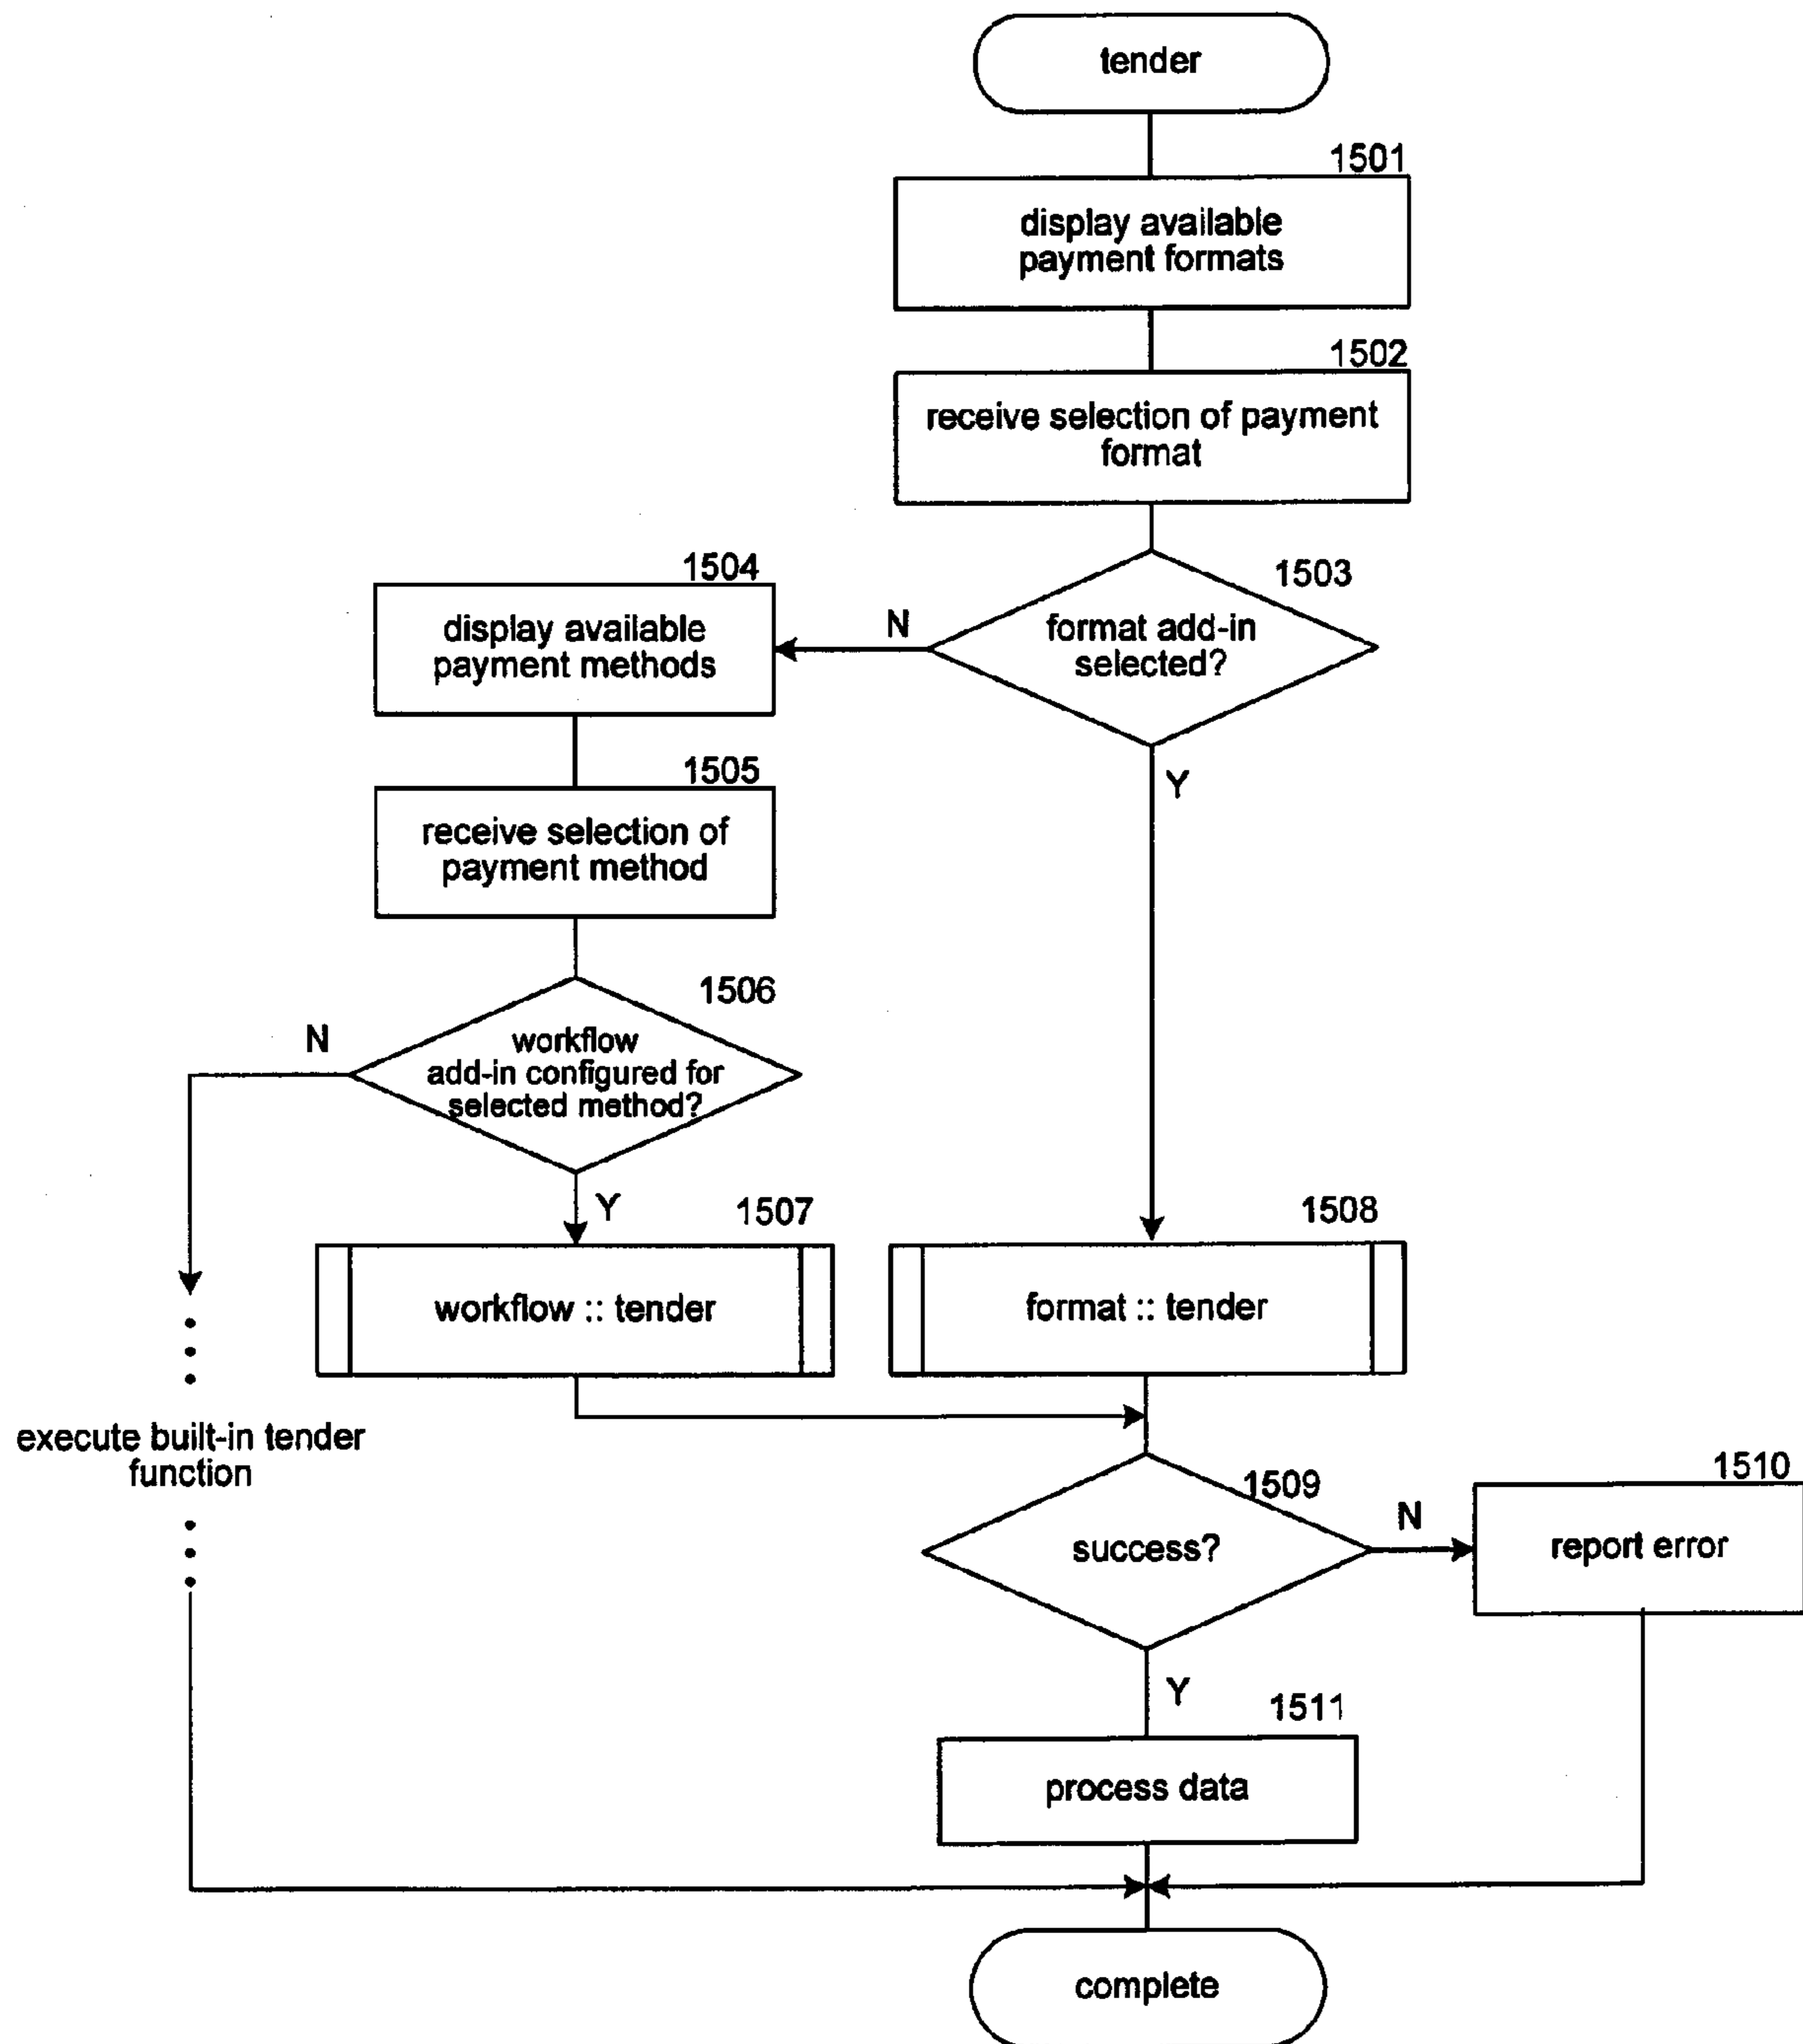 tender
1501
display available
payment formats
1502
receive selection of payment
format
1503
format add-in
selected?
N
Y
1504
display available
payment methods
1505
receive selection of
payment method
1506
workflow
add-in configured for
selected method?
N
Y
1507
workflow :: tender
1508
format :: tender
execute built-in tender
function
1509
success?
N
1510
report error
Y
1511
process data
complete